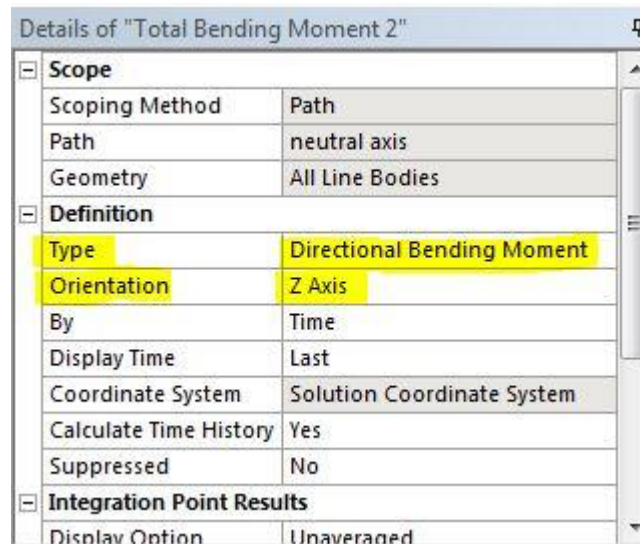 Details of "Total Bending Moment 2"
Scope
Scoping Method Path
Path neutral axis
Geometry All Line Bodies
Definition
Type Directional Bending Moment
Orientation Z Axis
By Time
Display Time Last
Coordinate System Solution Coordinate System
Calculate Time History Yes
Suppressed No
Integration Point Results
Display Option Unaveraged